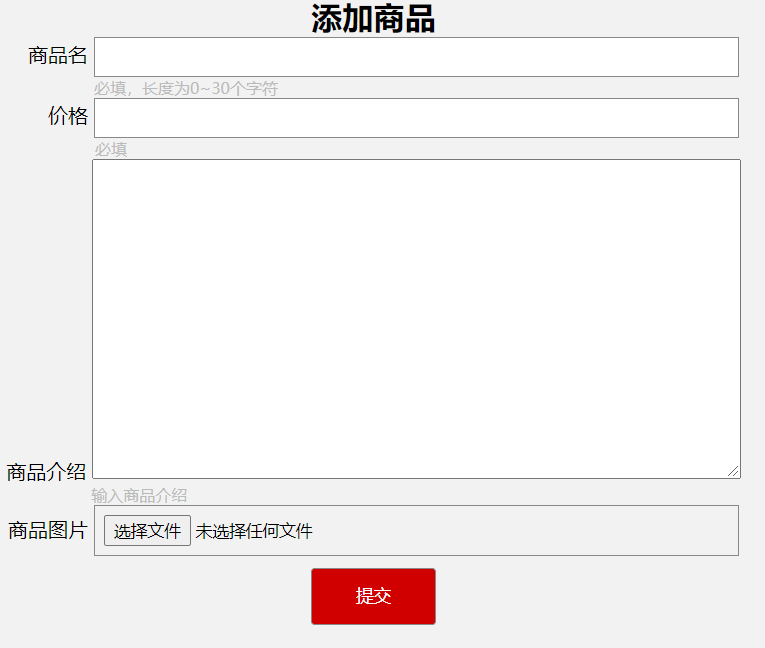 添加商品
商品名
必填，长度为0~30个字符
价格
必填
商品介绍
输入商品介绍
商品图片 选择文件 未选择任何文件
提交